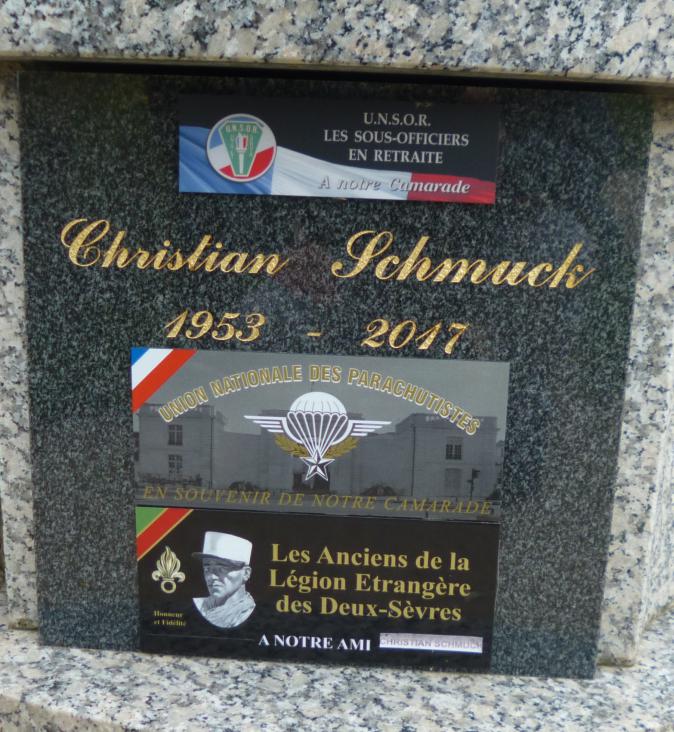 U.N.S.O.R.
U.N.S.O.R.
LES SOUS-OFFICIERS
EN RETRAITE
A notre Camarade
Christian Schmuck
1953 - 2017
UNION NATIONALE DES PARACHUTISTES
EN SOUVENIR DE NOTRE CAMARADE
Les Anciens de la
Légion Etrangère
des Deux-Sèvres
Honneur
et Fidélité
A NOTRE AMI CHRISTIAN SCHMUCK